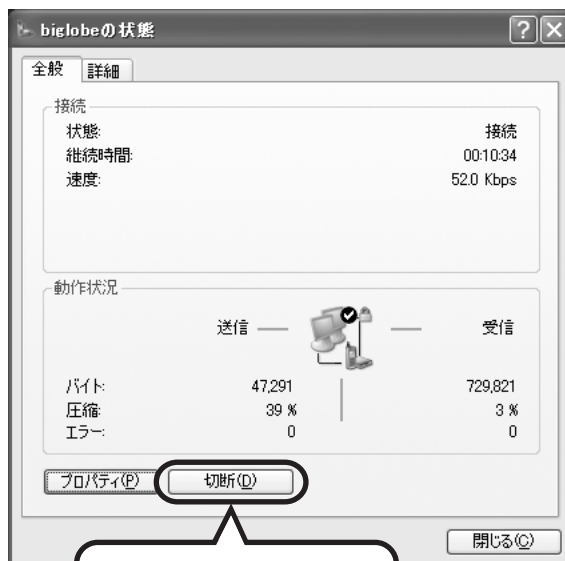 biglobeの状態
全般 詳細
接続
状態: 接続
継続時間: 00:10:34
速度: 52.0 Kbps
動作状況
送信 — — 受信
バイト: 47,291 729,821
圧縮: 39 % 3 %
エラー: 0 0
プロパティ(P) 切断(D)
閉じる(C)